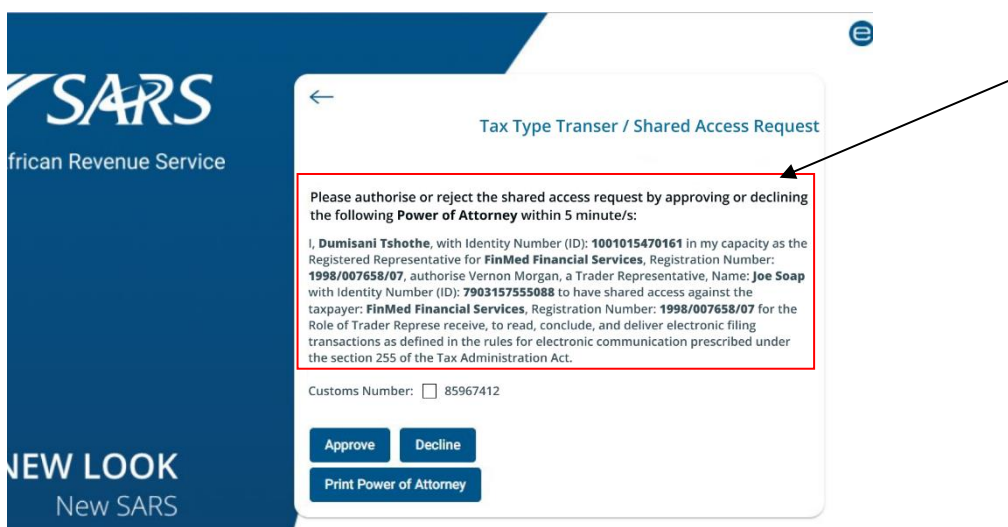 e
SARS
frican Revenue Service
←
Tax Type Transer / Shared Access Request
Please authorise or reject the shared access request by approving or declining
the following Power of Attorney within 5 minute/s:
I, Dumisani Tshothe, with Identity Number (ID): 1001015470161 in my capacity as the
Registered Representative for FinMed Financial Services, Registration Number:
1998/007658/07, authorise Vernon Morgan, a Trader Representative, Name: Joe Soap
with Identity Number (ID): 7903157555088 to have shared access against the
taxpayer: FinMed Financial Services, Registration Number: 1998/007658/07 for the
Role of Trader Represe receive, to read, conclude, and deliver electronic filing
transactions as defined in the rules for electronic communication prescribed under
the section 255 of the Tax Administration Act.
Customs Number: 85967412
Approve Decline
Print Power of Attorney
NEW LOOK
New SARS